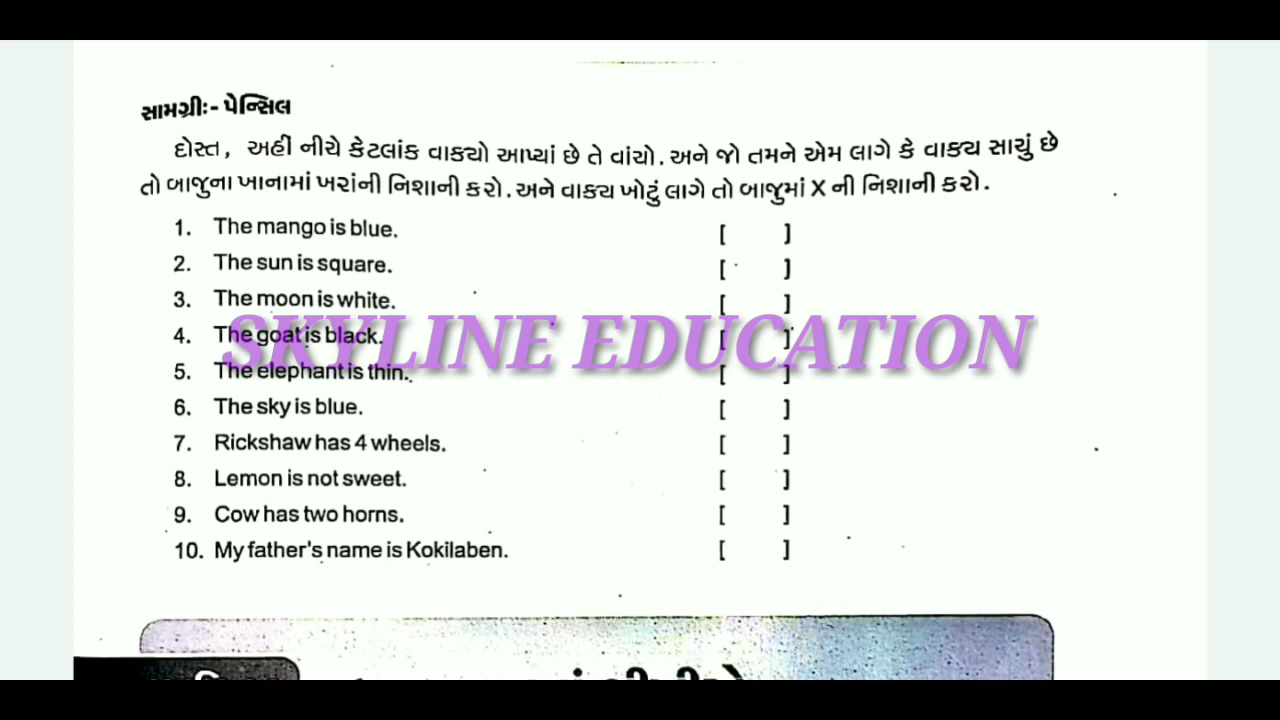 સામગ્રીઃ- પેન્સિલ
દોસ્ત, અહીં નીચે કેટલાંક વાક્યો આપ્યાં છે તે વાંચો. અને જો તમને એમ લાગે કે વાક્ય સાચું છે
તો બાજુના ખાનામાં ખરાંની નિશાની કરો. અને વાક્ય ખોટું લાગે તો બાજુમાં X ની નિશાની કરો.
1. The mango is blue. [ ]
2. The sun is square. [ ]
3. The moon is white. [ ]
SKYLINE EDUCATION
4. The goat is black. [ ]
5. The elephant is thin. [ ]
6. The sky is blue. [ ]
7. Rickshaw has 4 wheels. [ ]
8. Lemon is not sweet. [ ]
9. Cow has two horns. [ ]
10. My father's name is Kokilaben. [ ]